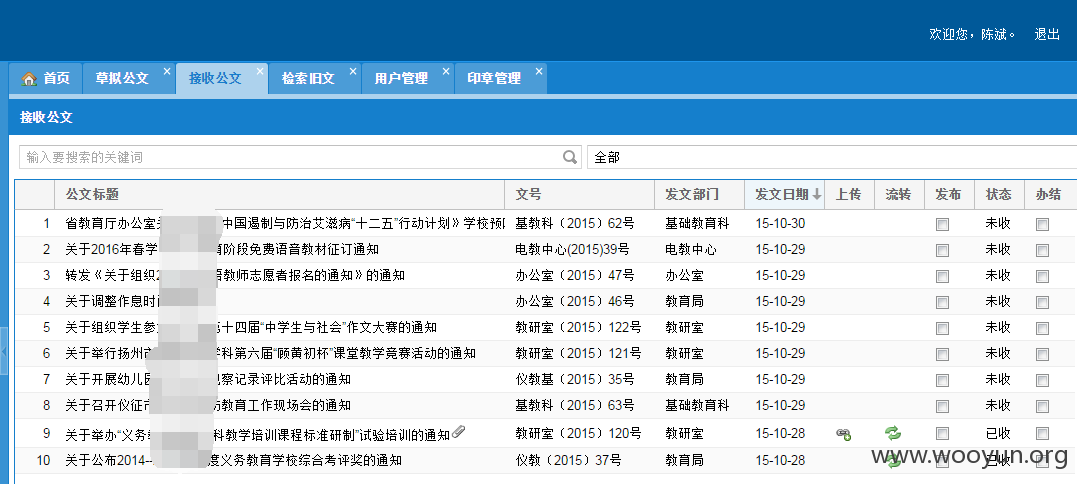 欢迎您，陈斌。 退出
首页 草拟公文 接收公文 检索旧文 用户管理 印章管理
接收公文
输入要搜索的关键词 全部
公文标题 文号 发文部门 发文日期 上传 流转 发布 状态 办结
1 省教育厅办公室 中国遏制与防治艾滋病“十二五”行动计划》学校预 基教科（2015）62号 基础教育科 15-10-30 未收
2 关于2016年春学 阶段免费语音教材征订通知 电教中心(2015)39号 电教中心 15-10-29 未收
3 转发《关于组织 语教师志愿者报名的通知》的通知 办公室（2015）47号 办公室 15-10-29 未收
4 关于调整作息时 办公室（2015）46号 教育局 15-10-29 未收
5 关于组织学生参 第十四届“中学生与社会”作文大赛的通知 教研室（2015）122号 教研室 15-10-29 未收
6 关于举行扬州市 学科第六届“顾黄初杯”课堂教学竞赛活动的通知 教研室（2015）121号 教研室 15-10-29 未收
7 关于开展幼儿 观察记录评比活动的通知 仪教基（2015）35号 教育局 15-10-29 未收
8 关于召开仪征市 教育工作现场会的通知 基教科（2015）63号 基础教育科 15-10-29 未收
9 关于举办“义务 科教学培训课程标准研制”试验培训的通知 教研室（2015）120号 教研室 15-10-28 已收
10 关于公布2014-- 度义务教育学校综合考评奖的通知 仪教（2015）37号 教育局 15-10-28 已收
www.wooyun.org